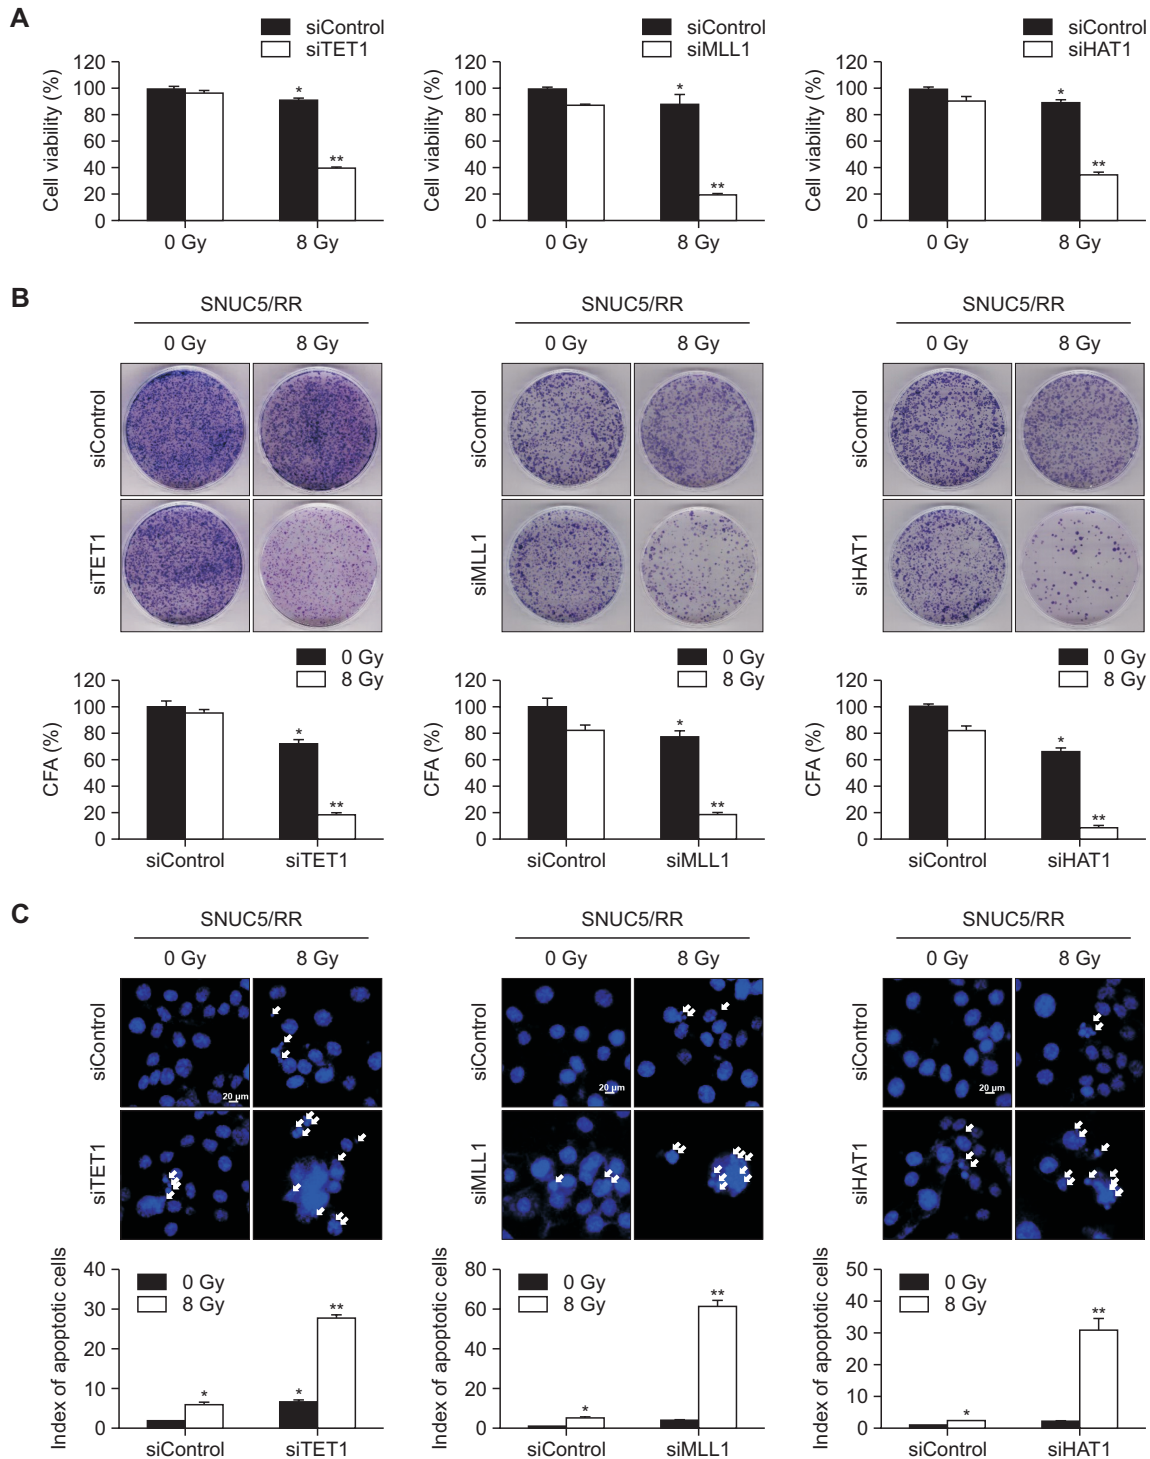 A
siControl
siTET1
siControl
siMLL1
siControl
siHAT1
Cell viability (%)
120
100
80
60
40
20
0
*
**
0 Gy
8 Gy
Cell viability (%)
120
100
80
60
40
20
0
*
**
0 Gy
8 Gy
Cell viability (%)
120
100
80
60
40
20
0
*
**
0 Gy
8 Gy
B
SNUC5/RR
0 Gy
8 Gy
siControl
siTET1
SNUC5/RR
0 Gy
8 Gy
siControl
siMLL1
SNUC5/RR
0 Gy
8 Gy
siControl
siHAT1
0 Gy
8 Gy
CFA (%)
120
100
80
60
40
20
0
*
**
siControl
siTET1
0 Gy
8 Gy
CFA (%)
120
100
80
60
40
20
0
*
**
siControl
siMLL1
0 Gy
8 Gy
CFA (%)
120
100
80
60
40
20
0
*
**
siControl
siHAT1
C
SNUC5/RR
0 Gy
8 Gy
siControl
20 µm
siTET1
SNUC5/RR
0 Gy
8 Gy
siControl
20 µm
siMLL1
SNUC5/RR
0 Gy
8 Gy
siControl
20 µm
siHAT1
Index of apoptotic cells
40
30
20
10
0
0 Gy
8 Gy
*
*
**
siControl
siTET1
Index of apoptotic cells
80
60
40
20
0
0 Gy
8 Gy
*
**
siControl
siMLL1
Index of apoptotic cells
50
40
30
20
10
0
0 Gy
8 Gy
*
**
siControl
siHAT1